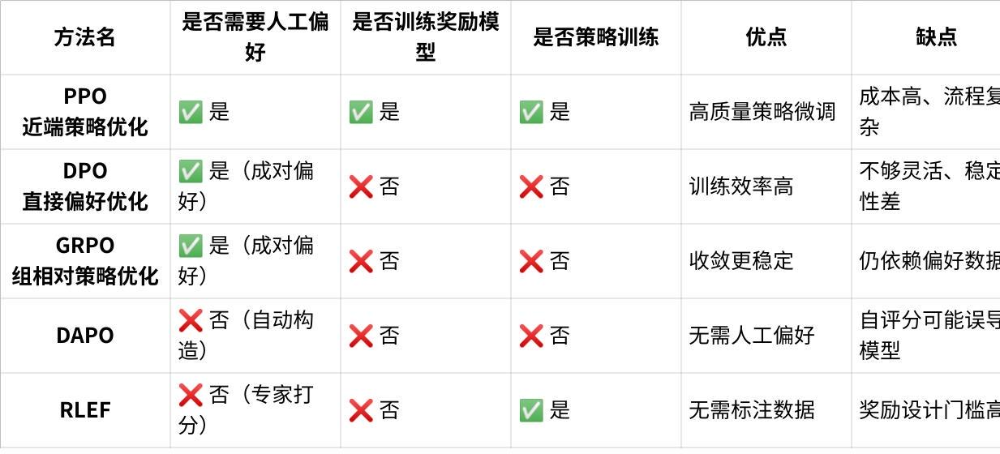 方法名
是否需要人工偏
好
是否训练奖励模
型
是否策略训练
优点
缺点
PPO
近端策略优化
✅ 是
✅ 是
✅ 是
高质量策略微调
成本高、流程复
杂
DPO
直接偏好优化
✅ 是（成对偏
好）
❌ 否
❌ 否
训练效率高
不够灵活、稳定
性差
GRPO
组相对策略优化
✅ 是（成对偏
好）
❌ 否
❌ 否
收敛更稳定
仍依赖偏好数据
DAPO
❌ 否（自动构
造）
❌ 否
❌ 否
无需人工偏好
自评分可能误导
模型
RLEF
❌ 否（专家打
分）
❌ 否
✅ 是
无需标注数据
奖励设计门槛高